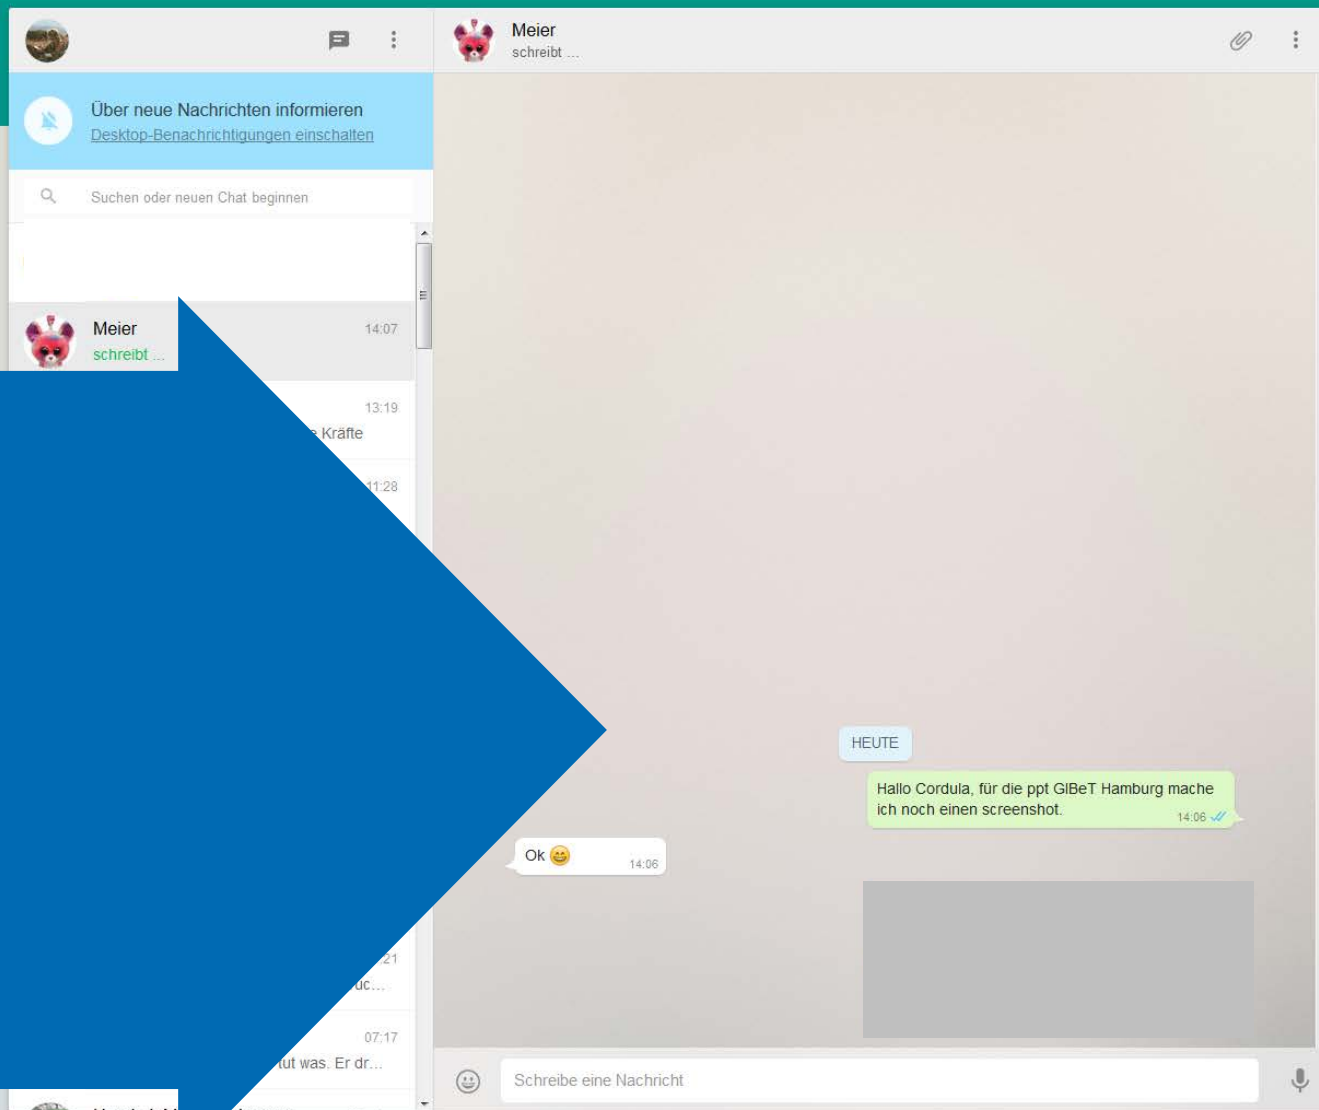 Meier
schreibt ...
Über neue Nachrichten informieren
Desktop-Benachrichtigungen einschalten
Suchen oder neuen Chat beginnen
Meier
14:07
schreibt ...
13:19
Kräfte
11:28
HEUTE
Hallo Cordula, für die ppt GIBeT Hamburg mache
ich noch einen screenshot.
14:06
Ok 😄
14:06
21
uc...
07:17
tut was. Er dr...
Schreibe eine Nachricht